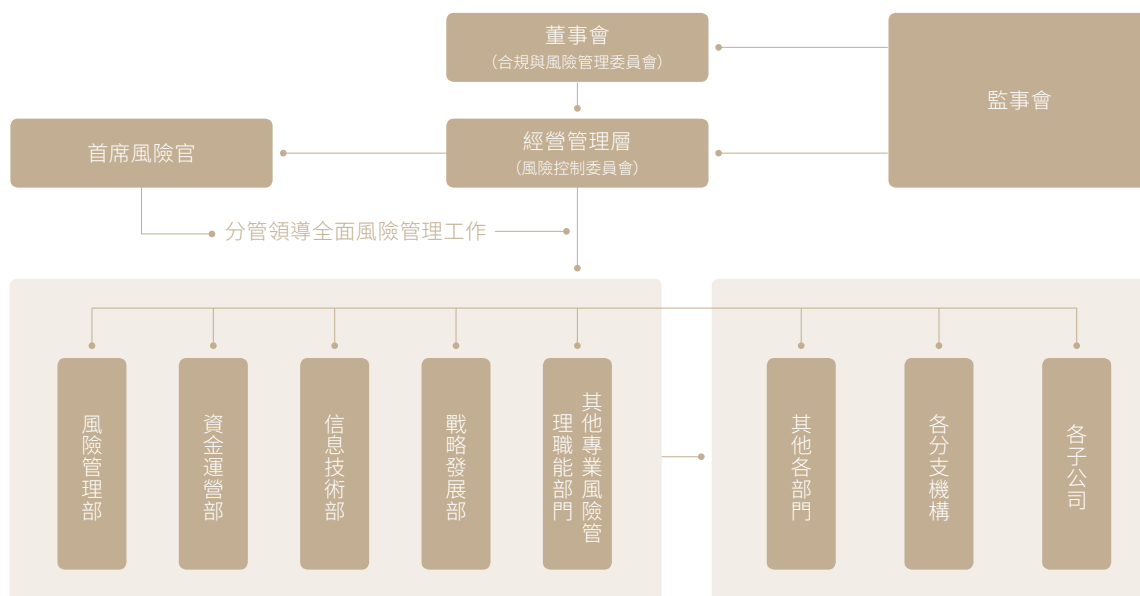 董事會
（合規與風險管理委員會）
監事會
首席風險官
經營管理層
（風險控制委員會）
分管領導全面風險管理工作
風險管理部
資金運營部
信息技術部
戰略發展部
其他專業風險管
理職能部門
其他各部門
各分支機構
各子公司